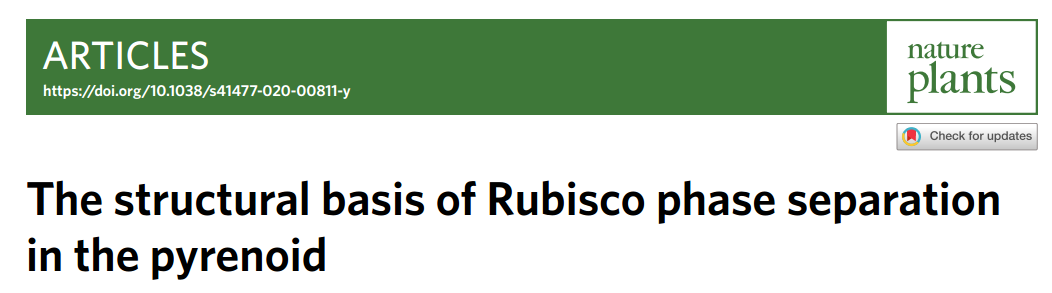 ARTICLES
https://doi.org/10.1038/s41477-020-00811-y
nature
plants
Check for updates
The structural basis of Rubisco phase separation
in the pyrenoid